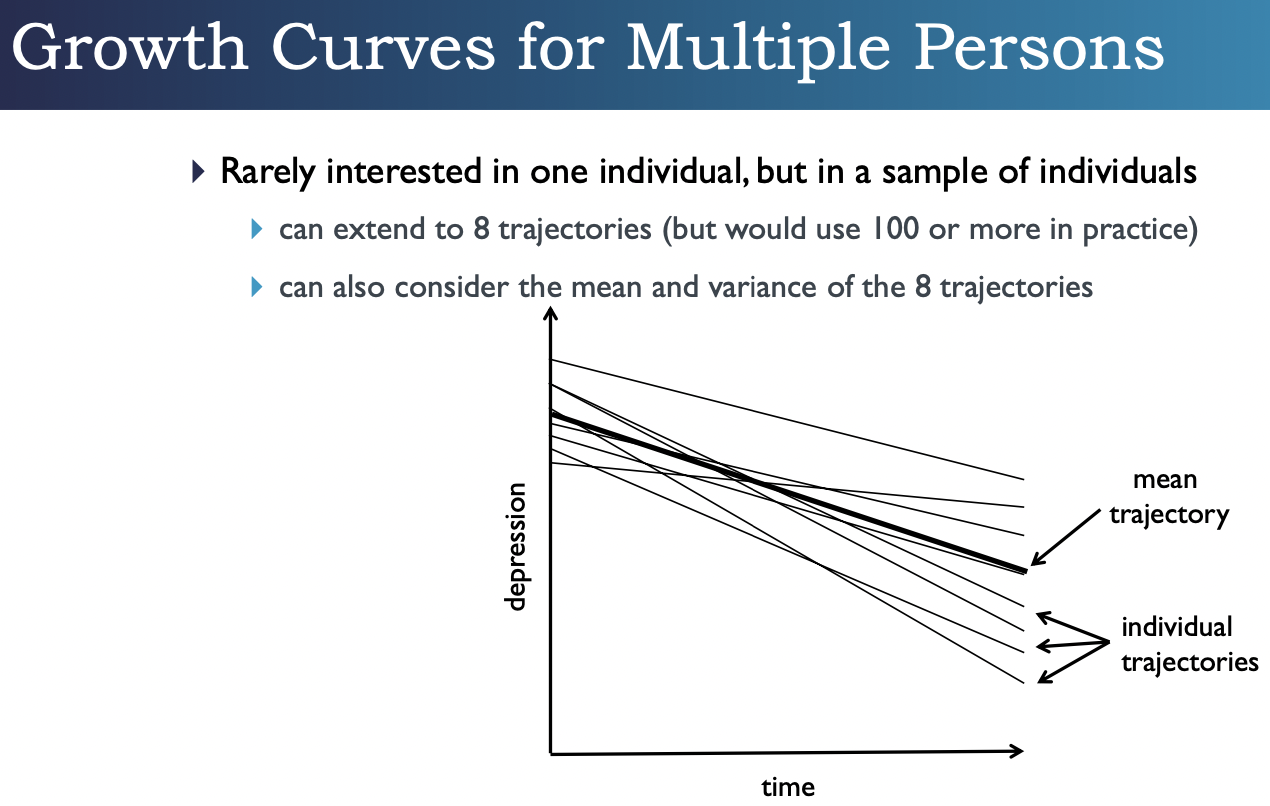 Growth Curves for Multiple Persons
Rarely interested in one individual, but in a sample of individuals
can extend to 8 trajectories (but would use 100 or more in practice)
can also consider the mean and variance of the 8 trajectories
depression
mean
trajectory
individual
trajectories
time